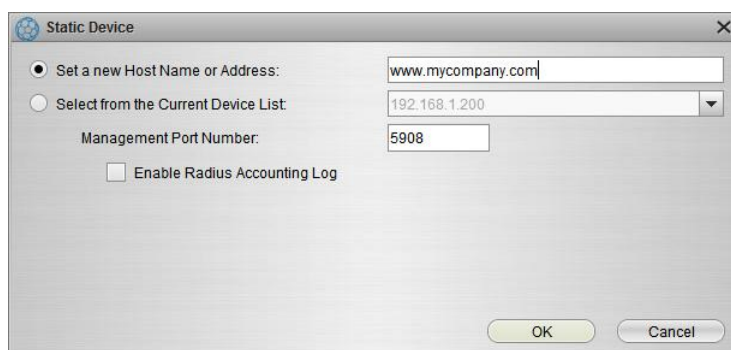 Static Device
Set a new Host Name or Address: www.mycompany.com
Select from the Current Device List: 192.168.1.200
Management Port Number: 5908
Enable Radius Accounting Log
OK Cancel